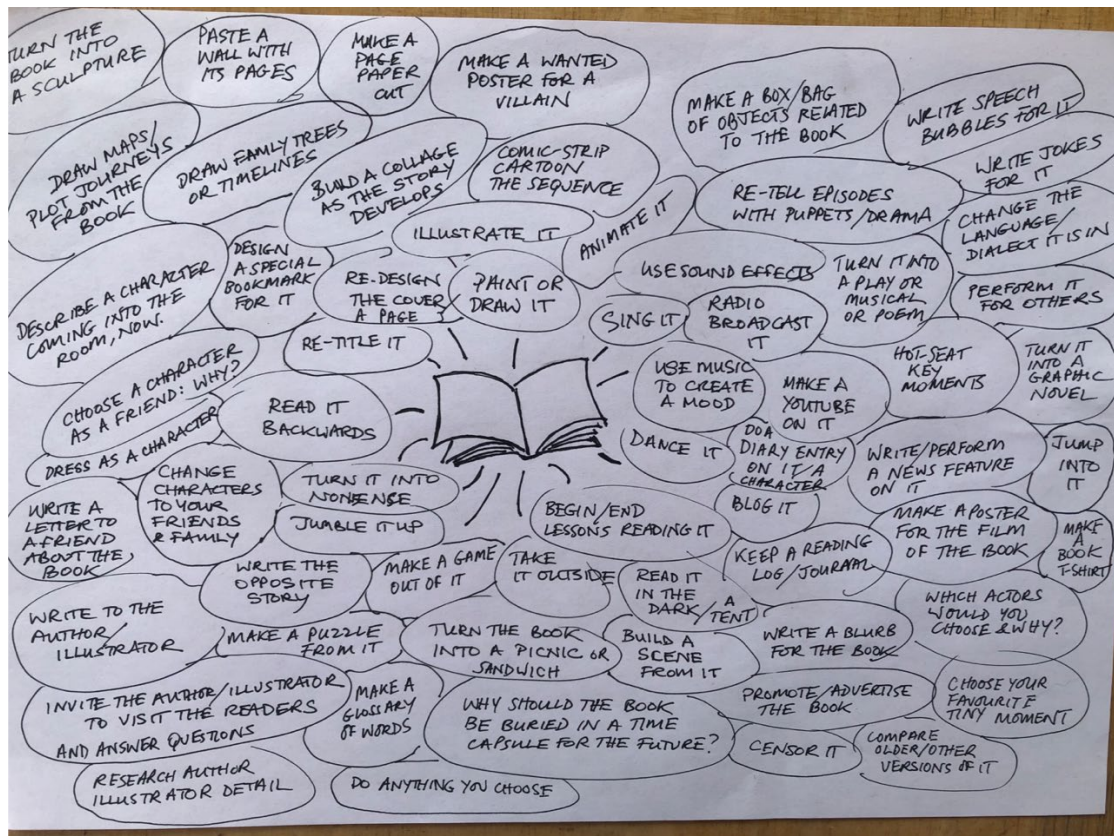 TURN THE
BOOK INTO
A SCULPTURE
PASTE A
WALL WITH
ITS PAGES
MAKE A
PAGE
PAPER
CUT
MAKE A WANTED
POSTER FOR A
VILLAIN
MAKE A BOX/BAG
OF OBJECTS RELATED
TO THE BOOK
WRITE SPEECH
BUBBLES FOR IT
WRITE JOKES
FOR IT
DRAW MAPS/
PLOT JOURNEYS
FROM THE
BOOK
DRAW FAMILY TREES
OR TIMELINES
BUILD A COLLAGE
AS THE STORY
DEVELOPS
COMIC-STRIP
CARTOON
THE SEQUENCE
ANIMATE IT
RE-TELL EPISODES
WITH PUPPETS/DRAMA
CHANGE THE
LANGUAGE/
DIALECT IT IS IN
ILLUSTRATE IT
DESCRIBE A CHARACTER
COMING INTO THE
ROOM, NOW.
DESIGN
A SPECIAL
BOOKMARK
FOR IT
RE-DESIGN
THE COVER
A PAGE
PAINT OR
DRAW IT
USE SOUND EFFECTS
TURN IT INTO
A PLAY OR
MUSICAL
OR POEM
PERFORM IT
FOR OTHERS
SING IT
RADIO
BROADCAST
IT
RE-TITLE IT
CHOOSE A CHARACTER
AS A FRIEND: WHY?
READ IT
BACKWARDS
USE MUSIC
TO CREATE
A MOOD
MAKE A
YOUTUBE
ON IT
HOT-SEAT
KEY
MOMENTS
TURN IT
INTO A
GRAPHIC
NOVEL
DRESS AS A CHARACTER
DANCE IT
DO A
DIARY ENTRY
ON IT/A
CHARACTER
WRITE/PERFORM
A NEWS FEATURE
ON IT
JUMP
INTO
IT
WRITE A
LETTER TO
A FRIEND
ABOUT THE
BOOK
CHANGE
CHARACTERS
TO YOUR
FRIENDS
& FAMILY
TURN IT INTO
NONSENSE
JUMBLE IT UP
BEGIN/END
LESSONS READING IT
BLOG IT
MAKE A POSTER
FOR THE FILM
OF THE BOOK
MAKE
A
BOOK
T-SHIRT
WRITE THE
OPPOSITE
STORY
MAKE A GAME
OUT OF IT
TAKE
IT OUTSIDE
READ IT
IN THE
DARK/A
TENT
KEEP A READING
LOG/JOURNAL
WHICH ACTORS
WOULD YOU
CHOOSE & WHY?
WRITE TO THE
AUTHOR/
ILLUSTRATOR
MAKE A PUZZLE
FROM IT
TURN THE BOOK
INTO A PICNIC OR
SANDWICH
BUILD A
SCENE
FROM IT
WRITE A BLURB
FOR THE BOOK
INVITE THE AUTHOR/ILLUSTRATOR
TO VISIT THE READERS
AND ANSWER QUESTIONS
MAKE A
GLOSSARY
OF WORDS
WHY SHOULD THE BOOK
BE BURIED IN A TIME
CAPSULE FOR THE FUTURE?
PROMOTE/ADVERTISE
THE BOOK
CHOOSE YOUR
FAVOURITE
TINY MOMENT
CENSOR IT
COMPARE
OLDER/OTHER
VERSIONS OF IT
RESEARCH AUTHOR
ILLUSTRATOR DETAIL
DO ANYTHING YOU CHOOSE